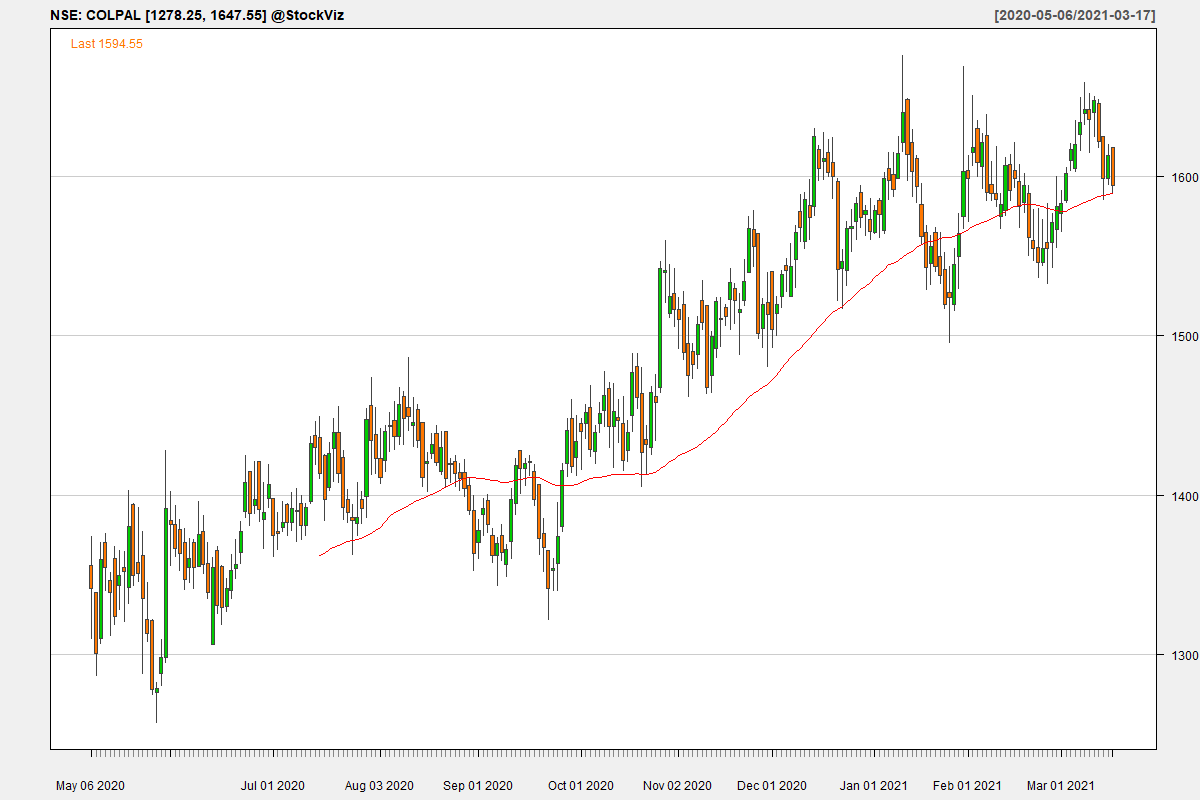 NSE: COLPAL [1278.25, 1647.55] @StockViz
[2020-05-06/2021-03-17]
Last 1594.55
1600
1500
1400
1300
May 06 2020
Jul 01 2020
Aug 03 2020
Sep 01 2020
Oct 01 2020
Nov 02 2020
Dec 01 2020
Jan 01 2021
Feb 01 2021
Mar 01 2021